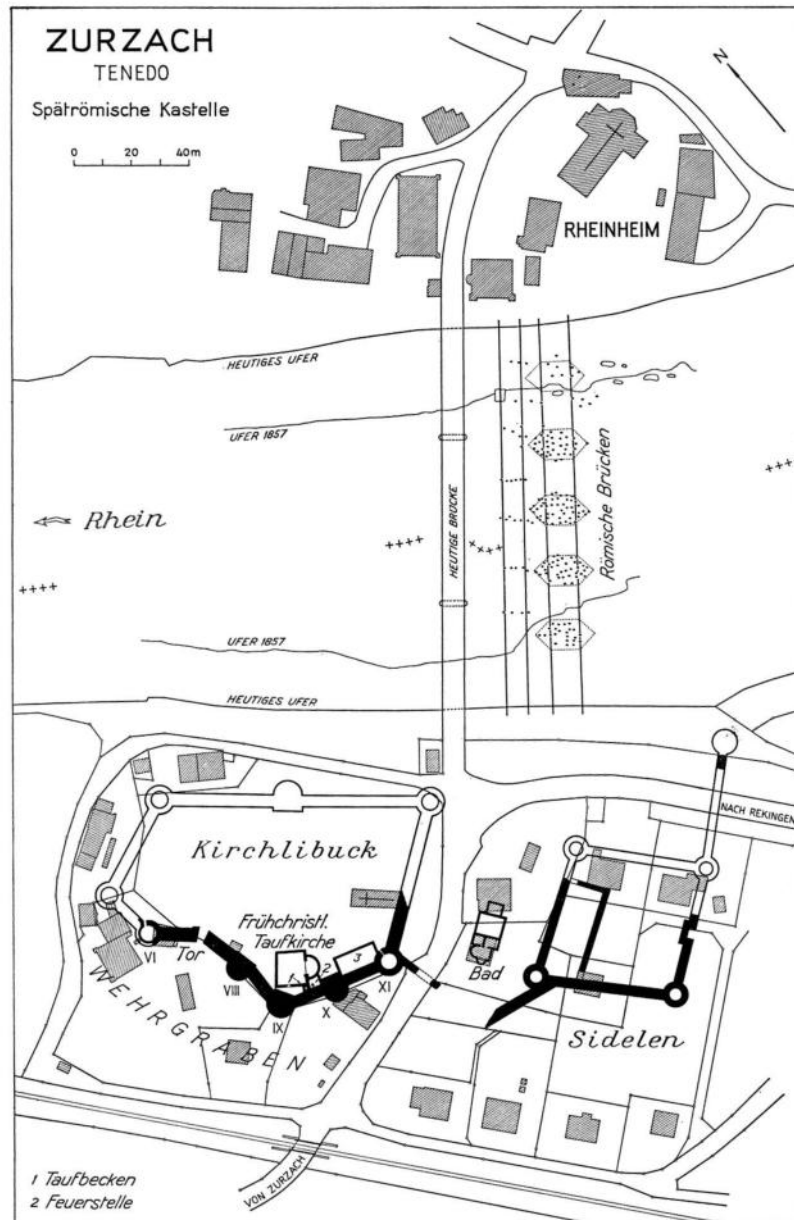 ZURZACH
TENEDO
Spätrömische Kastelle
0 20 40m
N
RHEINHEIM
HEUTIGES UFER
UFER 1857
Rhein
HEUTIGE BRÜCKE
Römische Brücken
UFER 1857
HEUTIGES UFER
NACH REKINGEN
Kirchlibuck
Frühchristl.
Taufkirche
VI
Tor
VIII
IX
X
XI
1
2
3
WEHRGRABEN
Bad
Sidelen
VON ZURZACH
1 Taufbecken
2 Feuerstelle